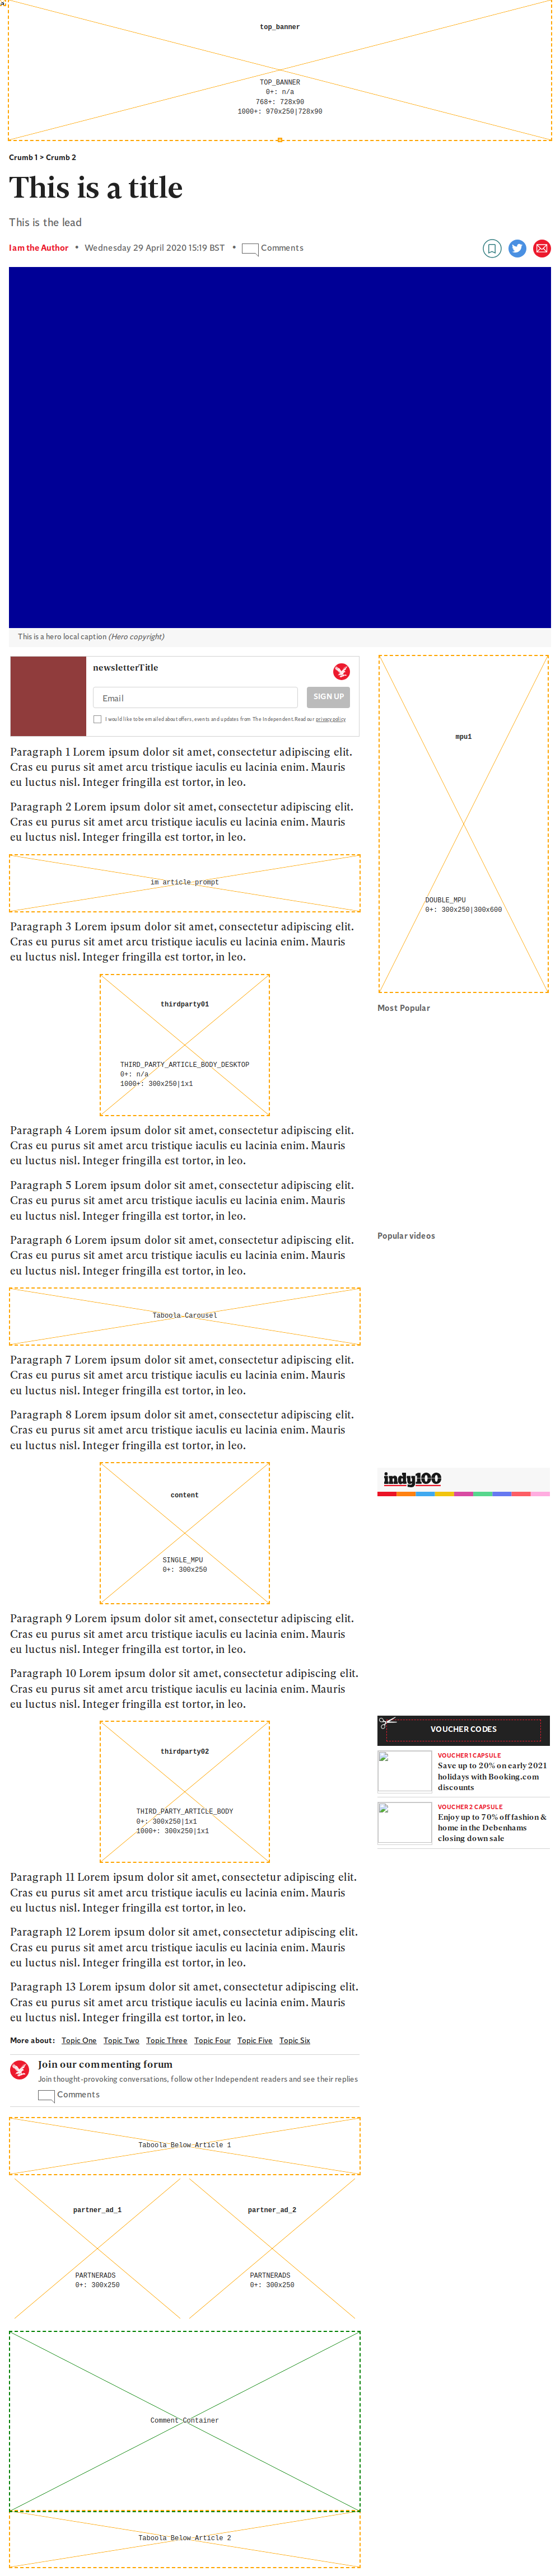 top_banner
TOP_BANNER
0+: n/a
768+: 728x90
1000+: 970x250|728x90
Crumb 1 > Crumb 2
This is a title
This is the lead
I am the Author • Wednesday 29 April 2020 15:19 BST • Comments
This is a hero local caption (Hero copyright)
newsletterTitle
Email
SIGN UP
I would like to be emailed about offers, events and updates from The Independent. Read our privacy policy
Paragraph 1 Lorem ipsum dolor sit amet, consectetur adipiscing elit.
Cras eu purus sit amet arcu tristique iaculis eu lacinia enim. Mauris
eu luctus nisl. Integer fringilla est tortor, in leo.
Paragraph 2 Lorem ipsum dolor sit amet, consectetur adipiscing elit.
Cras eu purus sit amet arcu tristique iaculis eu lacinia enim. Mauris
eu luctus nisl. Integer fringilla est tortor, in leo.
im article prompt
Paragraph 3 Lorem ipsum dolor sit amet, consectetur adipiscing elit.
Cras eu purus sit amet arcu tristique iaculis eu lacinia enim. Mauris
eu luctus nisl. Integer fringilla est tortor, in leo.
thirdparty01
THIRD_PARTY_ARTICLE_BODY_DESKTOP
0+: n/a
1000+: 300x250|1x1
Paragraph 4 Lorem ipsum dolor sit amet, consectetur adipiscing elit.
Cras eu purus sit amet arcu tristique iaculis eu lacinia enim. Mauris
eu luctus nisl. Integer fringilla est tortor, in leo.
Paragraph 5 Lorem ipsum dolor sit amet, consectetur adipiscing elit.
Cras eu purus sit amet arcu tristique iaculis eu lacinia enim. Mauris
eu luctus nisl. Integer fringilla est tortor, in leo.
Paragraph 6 Lorem ipsum dolor sit amet, consectetur adipiscing elit.
Cras eu purus sit amet arcu tristique iaculis eu lacinia enim. Mauris
eu luctus nisl. Integer fringilla est tortor, in leo.
Taboola Carousel
Paragraph 7 Lorem ipsum dolor sit amet, consectetur adipiscing elit.
Cras eu purus sit amet arcu tristique iaculis eu lacinia enim. Mauris
eu luctus nisl. Integer fringilla est tortor, in leo.
Paragraph 8 Lorem ipsum dolor sit amet, consectetur adipiscing elit.
Cras eu purus sit amet arcu tristique iaculis eu lacinia enim. Mauris
eu luctus nisl. Integer fringilla est tortor, in leo.
content
SINGLE_MPU
0+: 300x250
Paragraph 9 Lorem ipsum dolor sit amet, consectetur adipiscing elit.
Cras eu purus sit amet arcu tristique iaculis eu lacinia enim. Mauris
eu luctus nisl. Integer fringilla est tortor, in leo.
Paragraph 10 Lorem ipsum dolor sit amet, consectetur adipiscing elit.
Cras eu purus sit amet arcu tristique iaculis eu lacinia enim. Mauris
eu luctus nisl. Integer fringilla est tortor, in leo.
thirdparty02
THIRD_PARTY_ARTICLE_BODY
0+: 300x250|1x1
1000+: 300x250|1x1
Paragraph 11 Lorem ipsum dolor sit amet, consectetur adipiscing elit.
Cras eu purus sit amet arcu tristique iaculis eu lacinia enim. Mauris
eu luctus nisl. Integer fringilla est tortor, in leo.
Paragraph 12 Lorem ipsum dolor sit amet, consectetur adipiscing elit.
Cras eu purus sit amet arcu tristique iaculis eu lacinia enim. Mauris
eu luctus nisl. Integer fringilla est tortor, in leo.
Paragraph 13 Lorem ipsum dolor sit amet, consectetur adipiscing elit.
Cras eu purus sit amet arcu tristique iaculis eu lacinia enim. Mauris
eu luctus nisl. Integer fringilla est tortor, in leo.
More about: Topic One Topic Two Topic Three Topic Four Topic Five Topic Six
Join our commenting forum
Join thought-provoking conversations, follow other Independent readers and see their replies
Comments
Taboola Below Article 1
partner_ad_1
PARTNERADS
0+: 300x250
partner_ad_2
PARTNERADS
0+: 300x250
Comment Container
Taboola Below Article 2
mpu1
DOUBLE_MPU
0+: 300x250|300x600
Most Popular
Popular videos
indy100
VOUCHER CODES
VOUCHER 1 CAPSULE
Save up to 20% on early 2021
holidays with Booking.com
discounts
VOUCHER 2 CAPSULE
Enjoy up to 70% off fashion &
home in the Debenhams
closing down sale